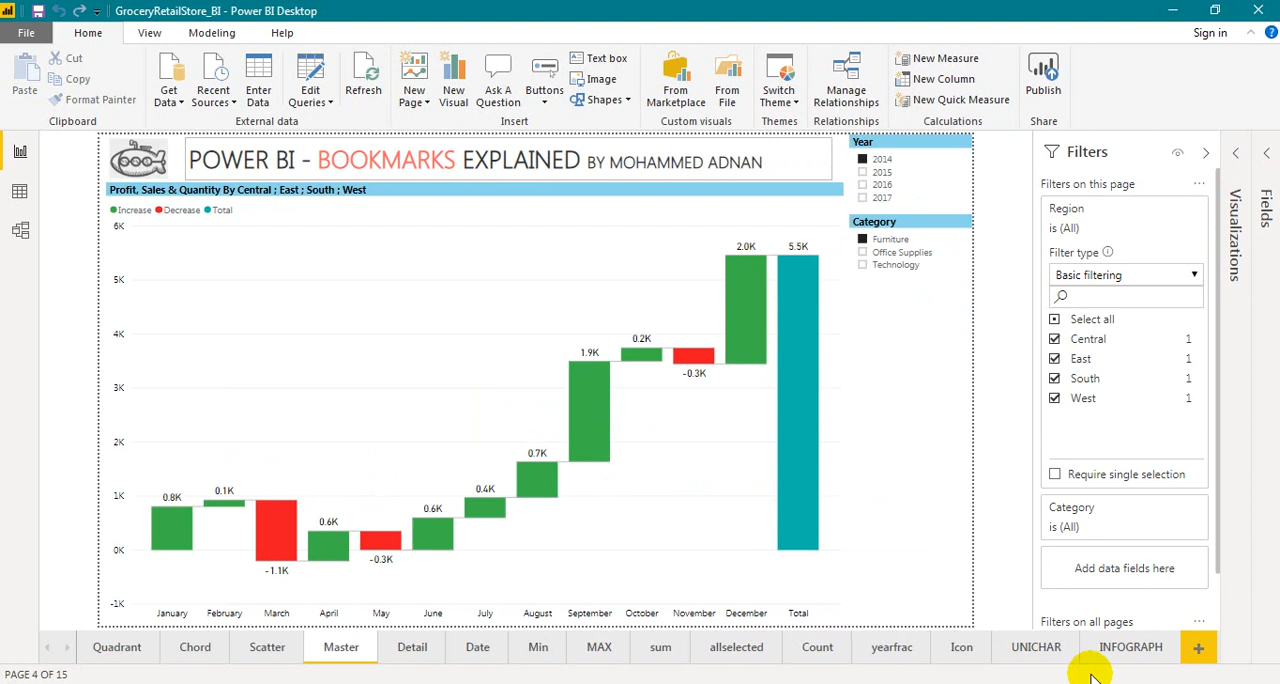 GroceryRetailStore_BI - Power BI Desktop
File Home View Modeling Help Sign in
Paste
Cut
Copy
Format Painter
Clipboard
Get Data
Recent Sources
Enter Data
Edit Queries
Refresh
External data
New Page
New Visual
Ask A Question
Buttons
Text box
Image
Shapes
Insert
From Marketplace
From File
Custom visuals
Switch Theme
Themes
Manage Relationships
Relationships
New Measure
New Column
New Quick Measure
Calculations
Publish
Share
POWER BI - BOOKMARKS EXPLAINED BY MOHAMMED ADNAN
Profit, Sales & Quantity By Central ; East ; South ; West
Increase Decrease Total
6K
5K
4K
3K
2K
1K
0K
-1K
0.8K
0.1K
-1.1K
0.6K
-0.3K
0.6K
0.4K
0.7K
1.9K
0.2K
-0.3K
2.0K
5.5K
January February March April May June July August September October November December Total
Year
2014
2015
2016
2017
Category
Furniture
Office Supplies
Technology
Filters
Filters on this page ...
Region
is (All)
Filter type
Basic filtering
Select all
Central 1
East 1
South 1
West 1
Require single selection
Category
is (All)
Add data fields here
Filters on all pages ...
Visualizations
Fields
Quadrant Chord Scatter Master Detail Date Min MAX sum allselected Count yearfrac Icon UNICHAR INFOGRAPH +
PAGE 4 OF 15